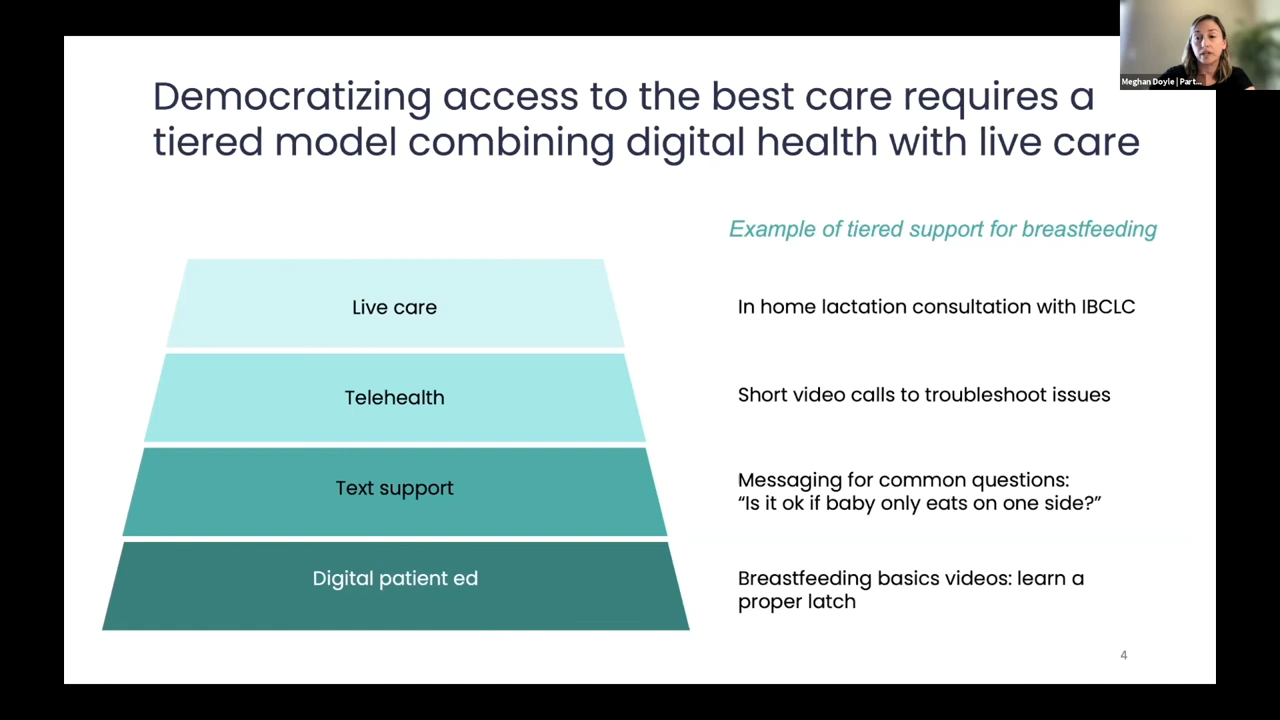 Democratizing access to the best care requires a
tiered model combining digital health with live care
Meghan Doyle | Part...
Example of tiered support for breastfeeding
Live care
In home lactation consultation with IBCLC
Telehealth
Short video calls to troubleshoot issues
Text support
Messaging for common questions:
“Is it ok if baby only eats on one side?”
Digital patient ed
Breastfeeding basics videos: learn a
proper latch
4